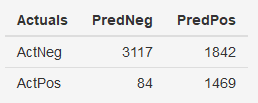 Actuals PredNeg PredPos
ActNeg 3117 1842
ActPos 84 1469